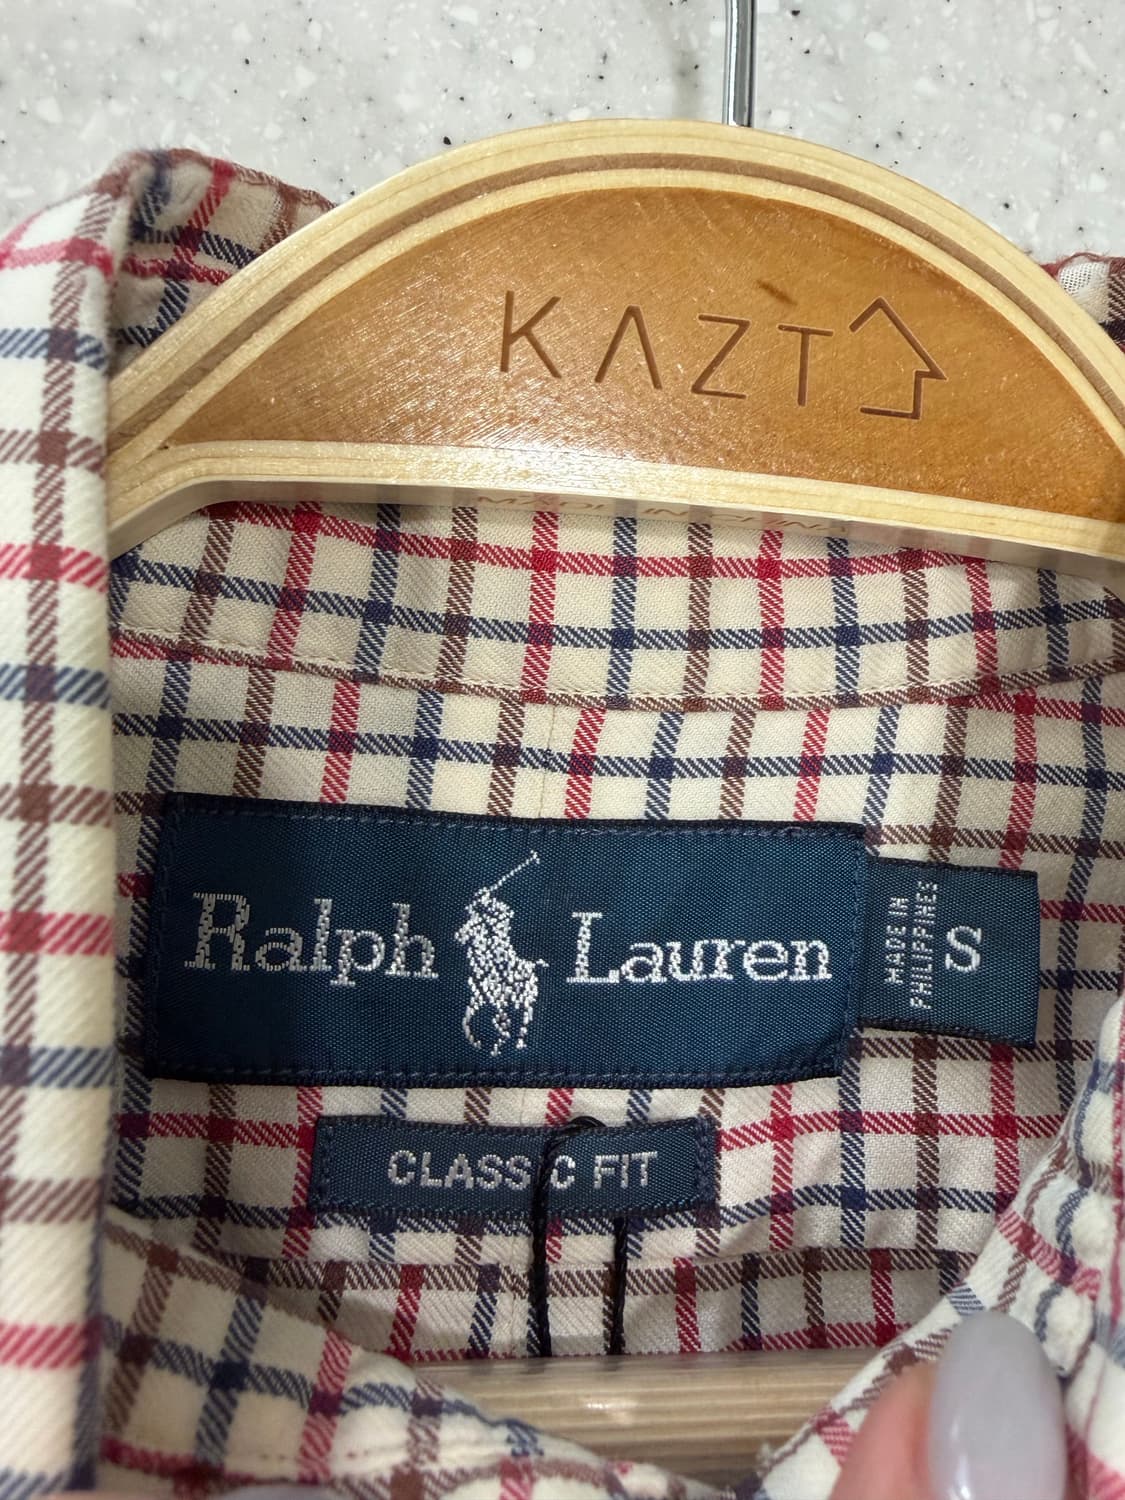 KAZT
MADE IN CHINA
Ralph Lauren
MADE IN
PHILIPPINES
S
CLASSIC FIT